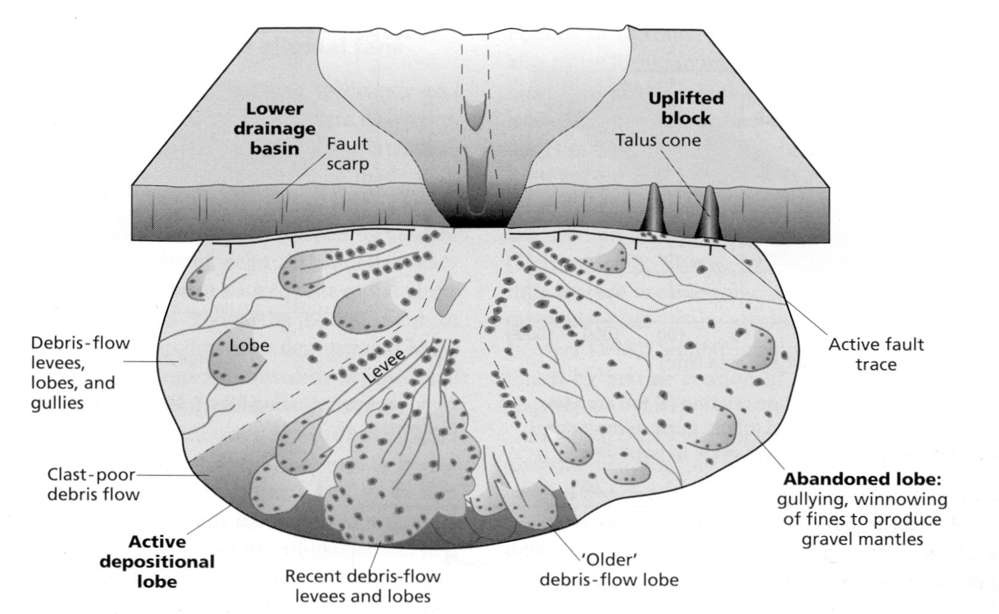 Lower
drainage
basin
Fault
scarp
Uplifted
block
Talus cone
Debris-flow
levees,
lobes, and
gullies
Lobe
Levee
Active fault
trace
Clast-poor
debris flow
Abandoned lobe:
gullying, winnowing
of fines to produce
gravel mantles
Active
depositional
lobe
Recent debris-flow
levees and lobes
'Older'
debris-flow lobe